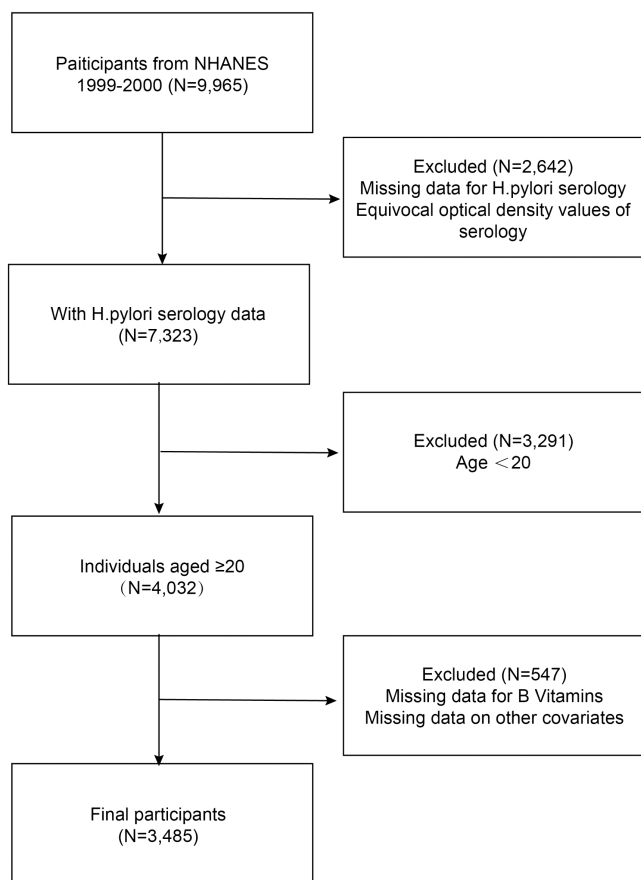 Paiticipants from NHANES
1999-2000 (N=9,965)
Excluded (N=2,642)
Missing data for H.pylori serology
Equivocal optical density values of
serology
With H.pylori serology data
(N=7,323)
Excluded (N=3,291)
Age <20
Individuals aged ≥20
(N=4,032)
Excluded (N=547)
Missing data for B Vitamins
Missing data on other covariates
Final participants
(N=3,485)